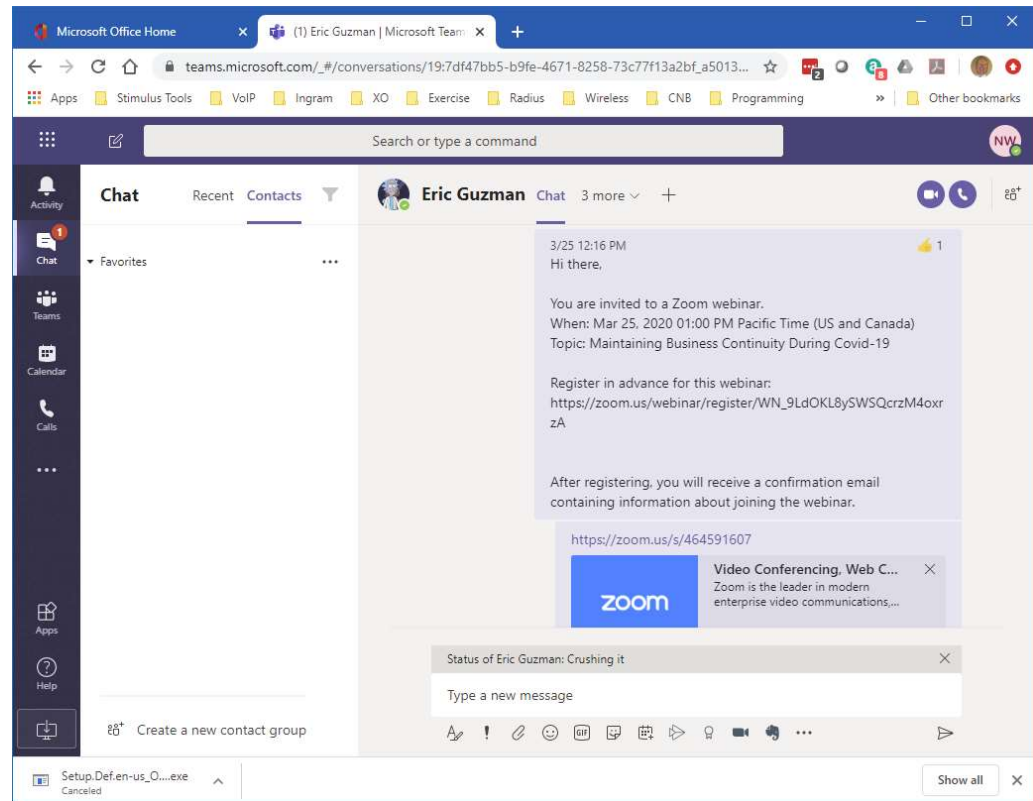 Microsoft Office Home
(1) Eric Guzman | Microsoft Team
teams.microsoft.com/_#/conversations/19:7df47bb5-b9fe-4671-8258-73c77f13a2bf_a5013...
2
Apps Stimulus Tools VoIP Ingram XO Exercise Radius Wireless CNB Programming » Other bookmarks
Search or type a command
NW
Activity
Chat
1
Teams
Calendar
Calls
Apps
Help
Chat Recent Contacts
Favorites
Create a new contact group
Eric Guzman Chat 3 more
3/25 12:16 PM 1
Hi there,
You are invited to a Zoom webinar.
When: Mar 25, 2020 01:00 PM Pacific Time (US and Canada)
Topic: Maintaining Business Continuity During Covid-19
Register in advance for this webinar:
https://zoom.us/webinar/register/WN_9LdOKL8ySWSQcrzM4oxr
zA
After registering, you will receive a confirmation email
containing information about joining the webinar.
https://zoom.us/s/464591607
zoom
Video Conferencing, Web C...
Zoom is the leader in modern
enterprise video communications,...
Status of Eric Guzman: Crushing it
Type a new message
GIF
Setup.Def.en-us_O....exe
Canceled
Show all